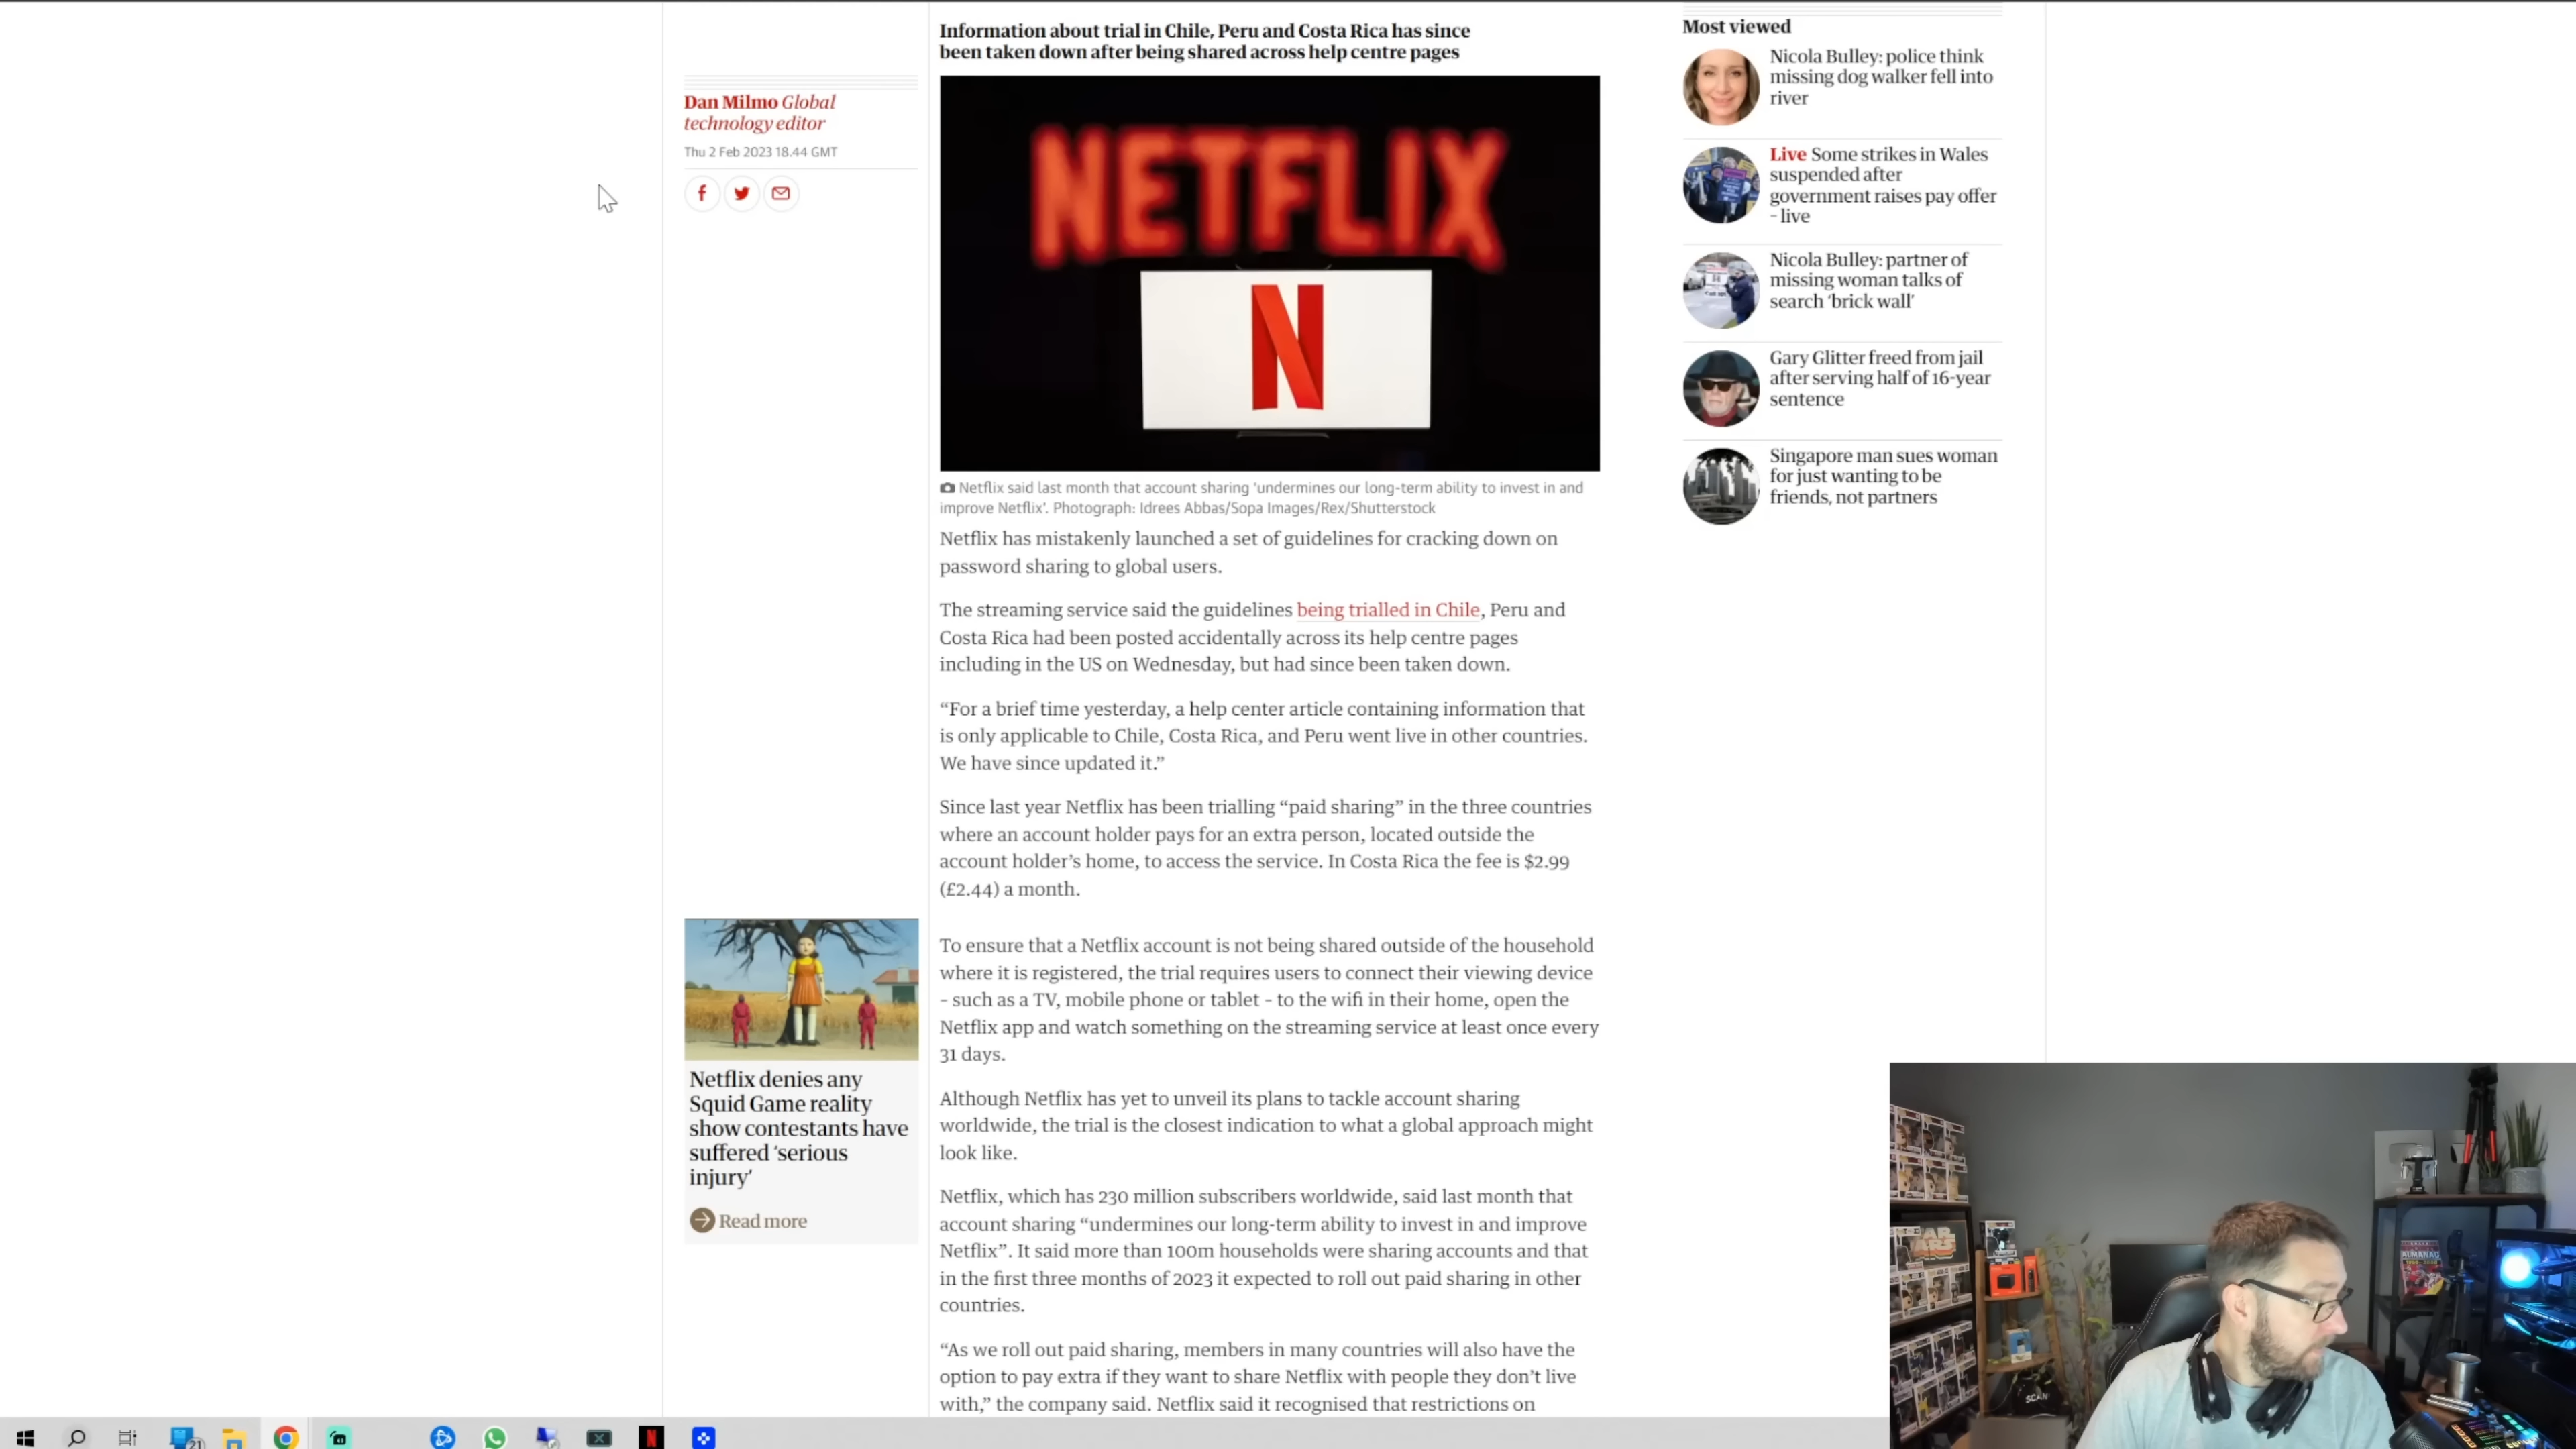 Information about trial in Chile, Peru and Costa Rica has since
been taken down after being shared across help centre pages
Dan Milmo Global
technology editor
Thu 2 Feb 2023 18.44 GMT
NETFLIX
N
Netflix said last month that account sharing ‘undermines our long-term ability to invest in and
improve Netflix’. Photograph: Idrees Abbas/Sopa Images/Rex/Shutterstock
Netflix has mistakenly launched a set of guidelines for cracking down on
password sharing to global users.
The streaming service said the guidelines being trialled in Chile, Peru and
Costa Rica had been posted accidentally across its help centre pages
including in the US on Wednesday, but had since been taken down.
“For a brief time yesterday, a help center article containing information that
is only applicable to Chile, Costa Rica, and Peru went live in other countries.
We have since updated it.”
Since last year Netflix has been trialling “paid sharing” in the three countries
where an account holder pays for an extra person, located outside the
account holder’s home, to access the service. In Costa Rica the fee is $2.99
(£2.44) a month.
To ensure that a Netflix account is not being shared outside of the household
where it is registered, the trial requires users to connect their viewing device
- such as a TV, mobile phone or tablet - to the wifi in their home, open the
Netflix app and watch something on the streaming service at least once every
31 days.
Although Netflix has yet to unveil its plans to tackle account sharing
worldwide, the trial is the closest indication to what a global approach might
look like.
Netflix, which has 230 million subscribers worldwide, said last month that
account sharing “undermines our long-term ability to invest in and improve
Netflix”. It said more than 100m households were sharing accounts and that
in the first three months of 2023 it expected to roll out paid sharing in other
countries.
“As we roll out paid sharing, members in many countries will also have the
option to pay extra if they want to share Netflix with people they don’t live
with,” the company said. Netflix said it recognised that restrictions on
Netflix denies any
Squid Game reality
show contestants have
suffered ‘serious
injury’
Read more
Most viewed
Nicola Bulley: police think
missing dog walker fell into
river
Live Some strikes in Wales
suspended after
government raises pay offer
- live
Nicola Bulley: partner of
missing woman talks of
search ‘brick wall’
Gary Glitter freed from jail
after serving half of 16-year
sentence
Singapore man sues woman
for just wanting to be
friends, not partners
ALMANAC
SCAN
21
N